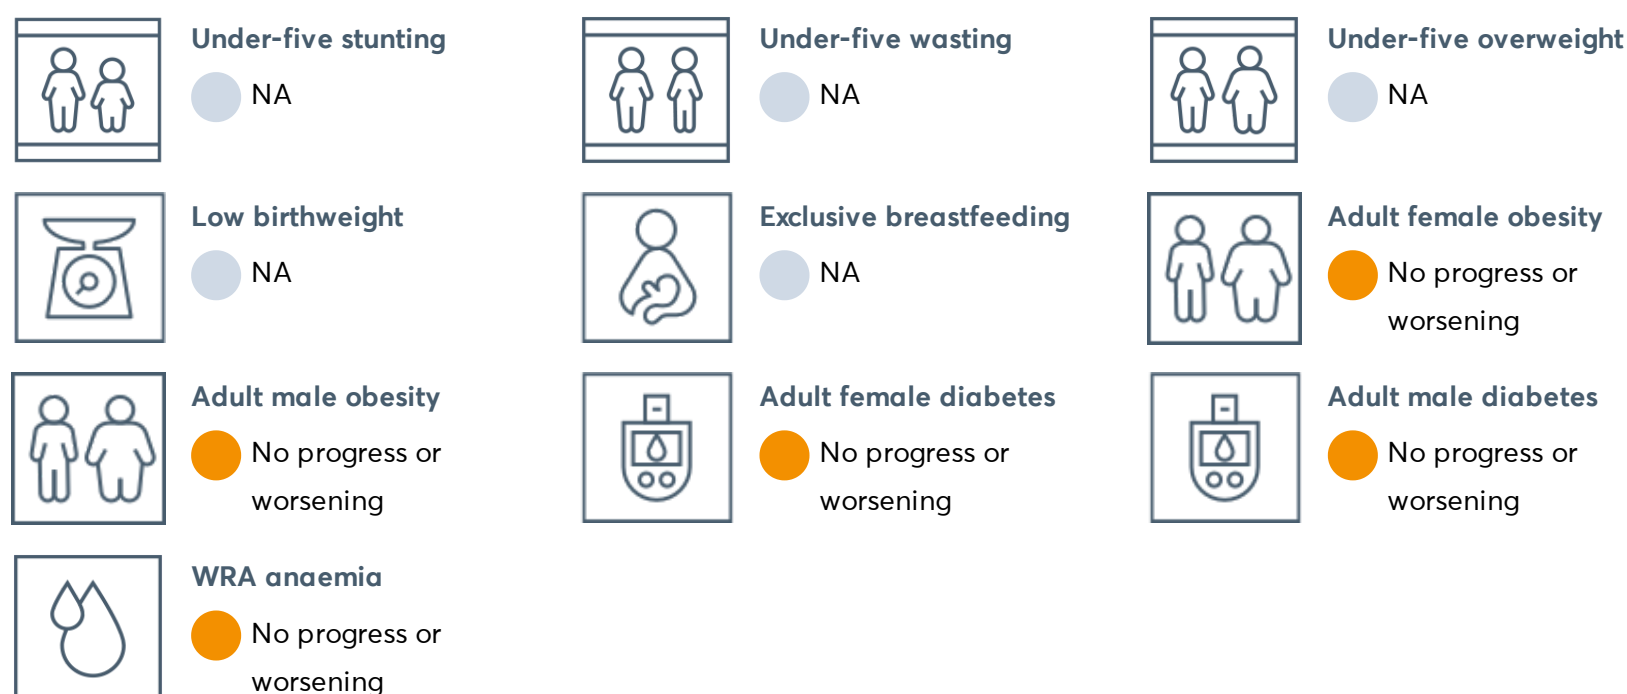 Under-five stunting
NA
Under-five wasting
NA
Under-five overweight
NA
Low birthweight
NA
Exclusive breastfeeding
NA
Adult female obesity
No progress or
worsening
Adult male obesity
No progress or
worsening
Adult female diabetes
No progress or
worsening
Adult male diabetes
No progress or
worsening
WRA anaemia
No progress or
worsening